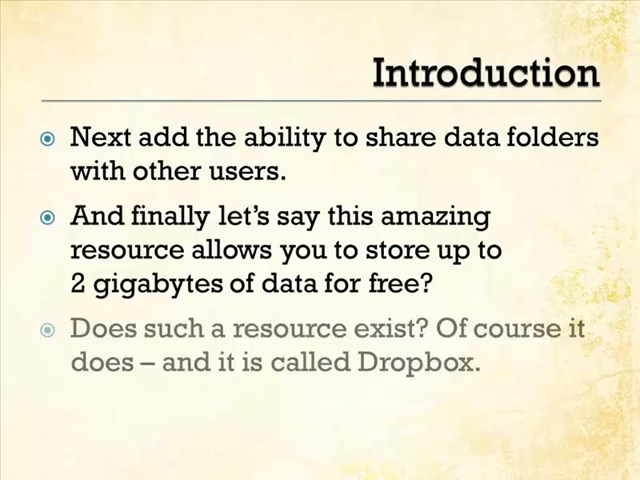 Introduction
Next add the ability to share data folders
with other users.
And finally let's say this amazing
resource allows you to store up to
2 gigabytes of data for free?
Does such a resource exist? Of course it
does – and it is called Dropbox.